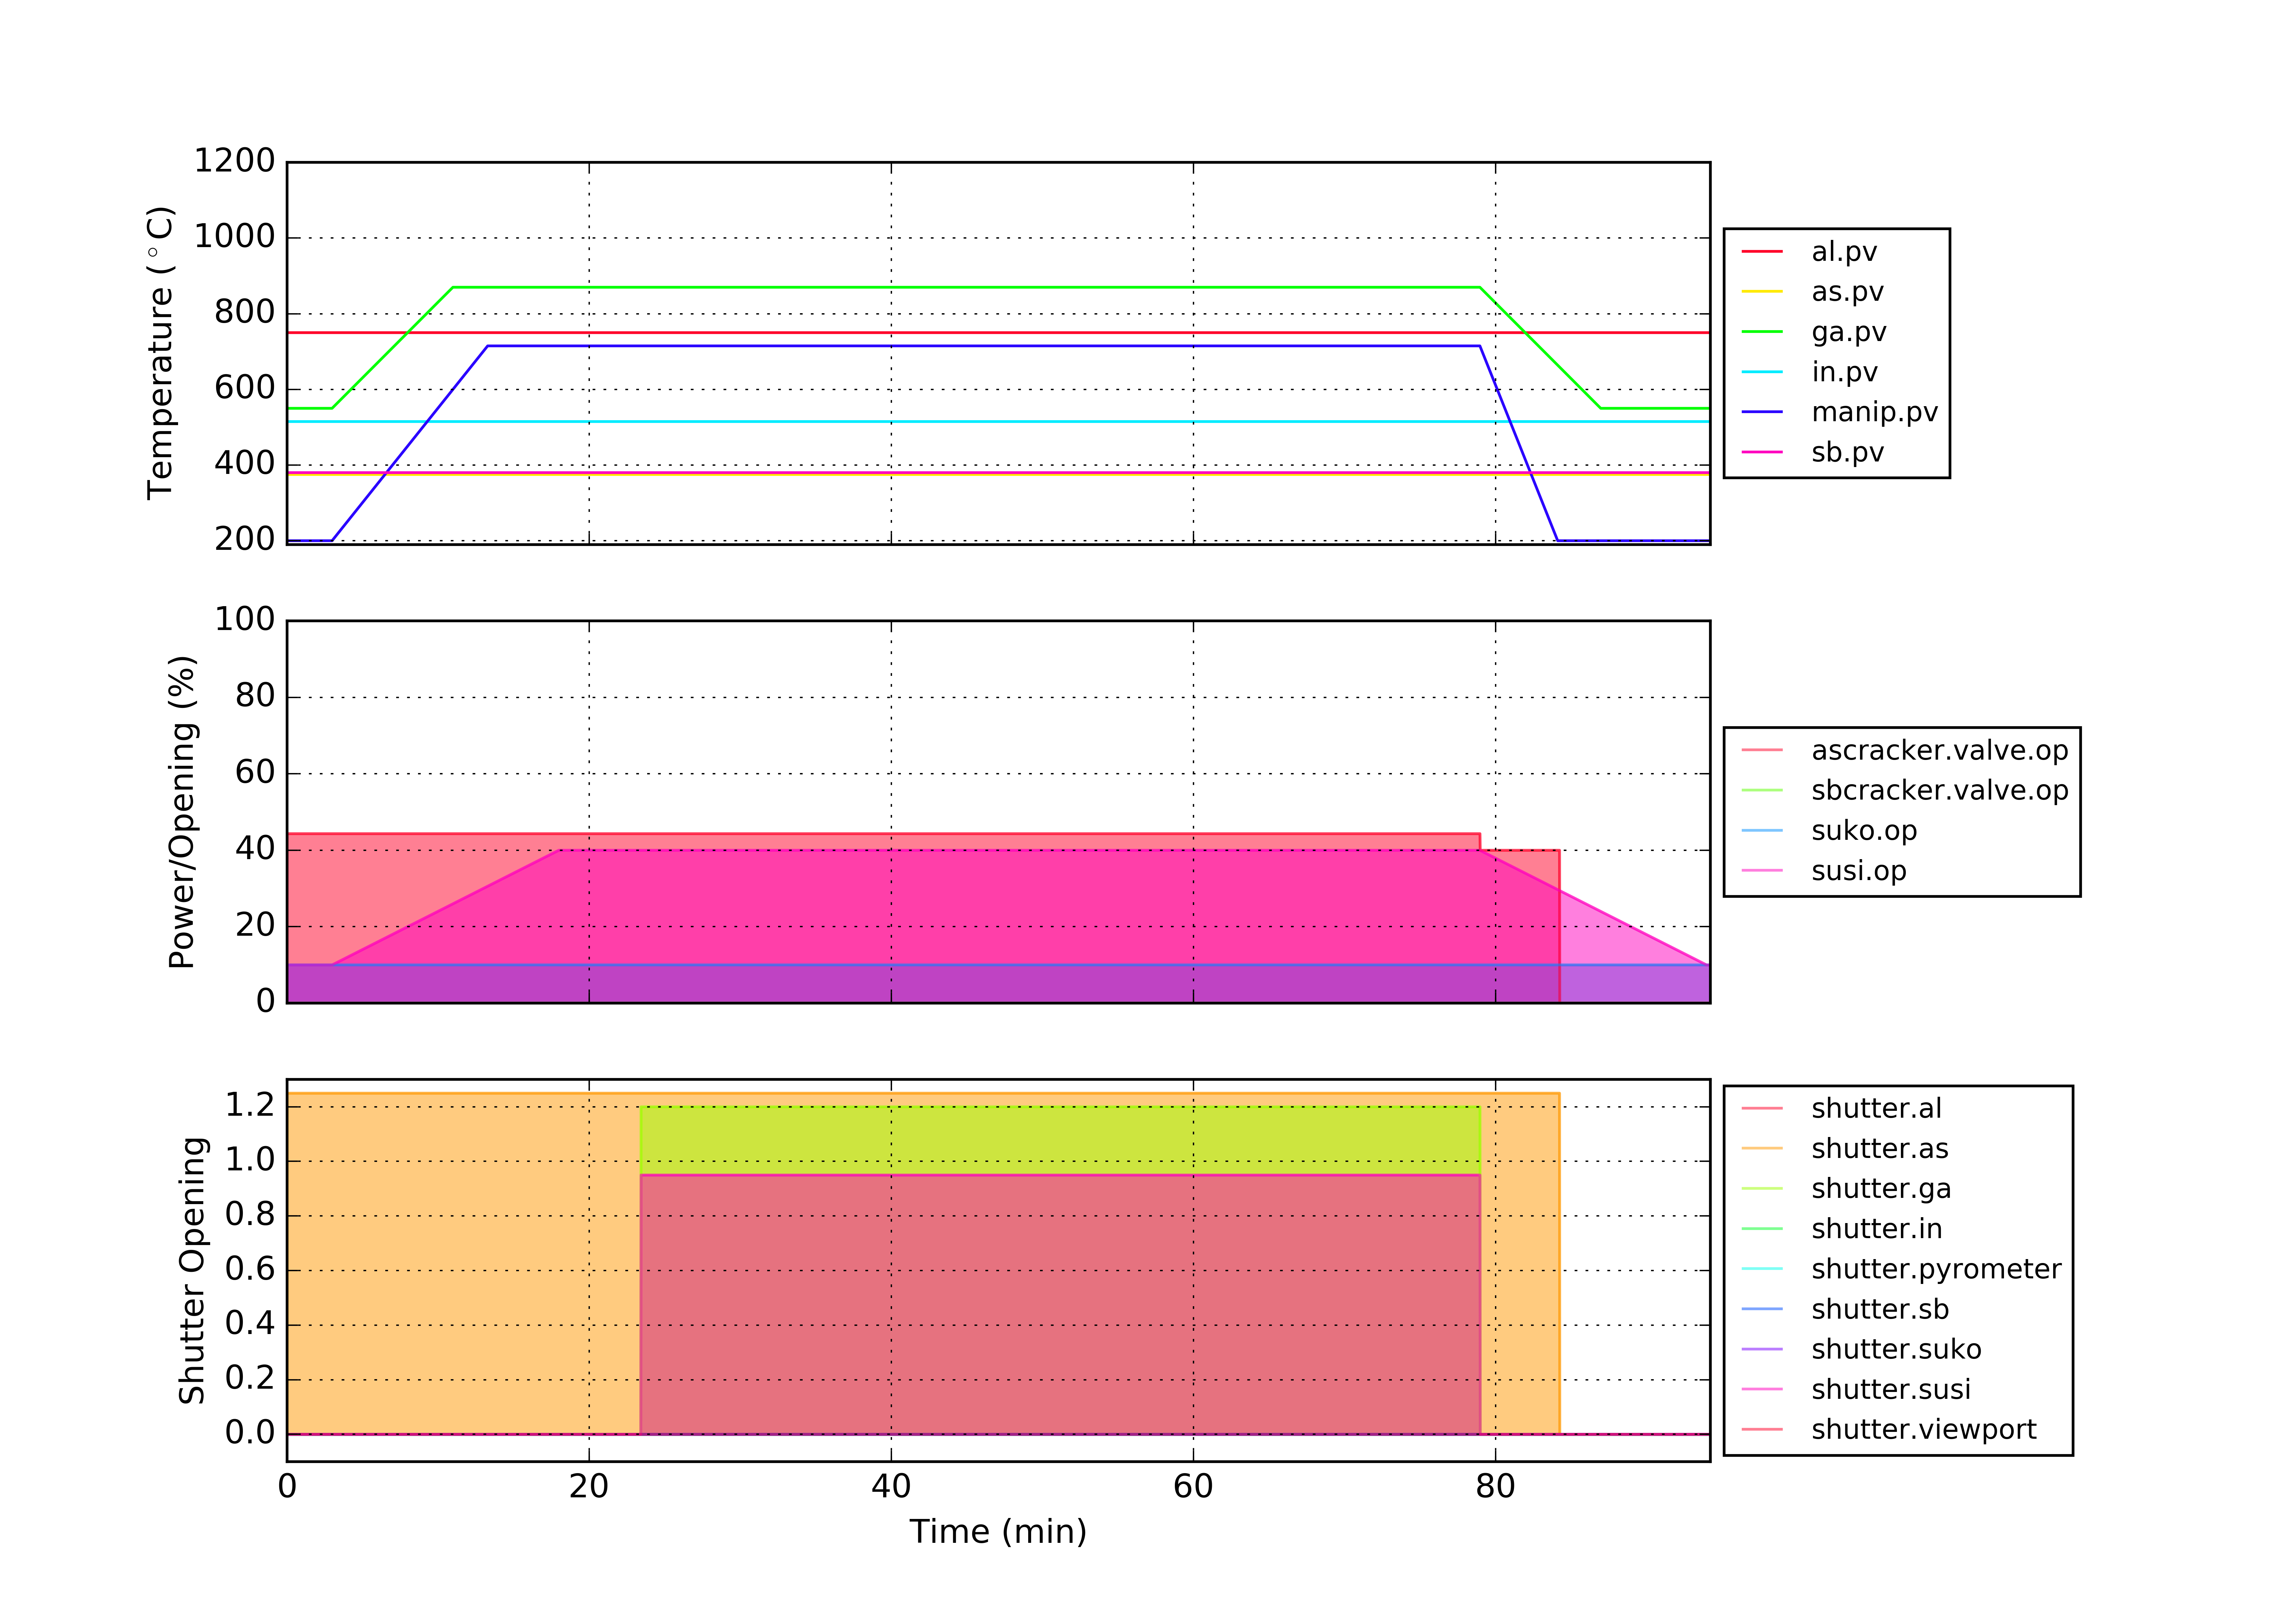 Temperature (°C)
1200
1000
800
600
400
200
al.pv
as.pv
ga.pv
in.pv
manip.pv
sb.pv
Power/Opening (%)
100
80
60
40
20
0
ascracker.valve.op
sbcracker.valve.op
suko.op
susi.op
Shutter Opening
1.2
1.0
0.8
0.6
0.4
0.2
0.0
shutter.al
shutter.as
shutter.ga
shutter.in
shutter.pyrometer
shutter.sb
shutter.suko
shutter.susi
shutter.viewport
0 20 40 60 80
Time (min)